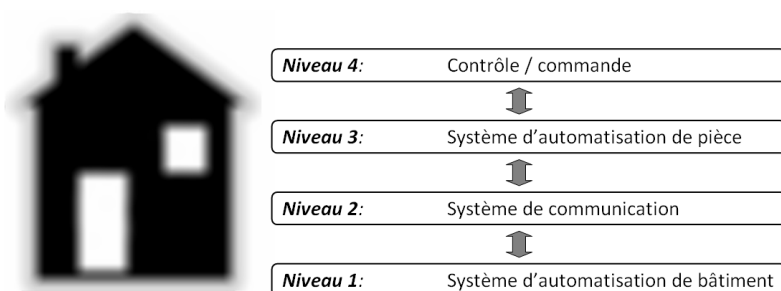 Niveau 4: Contrôle / commande
Niveau 3: Système d’automatisation de pièce
Niveau 2: Système de communication
Niveau 1: Système d’automatisation de bâtiment